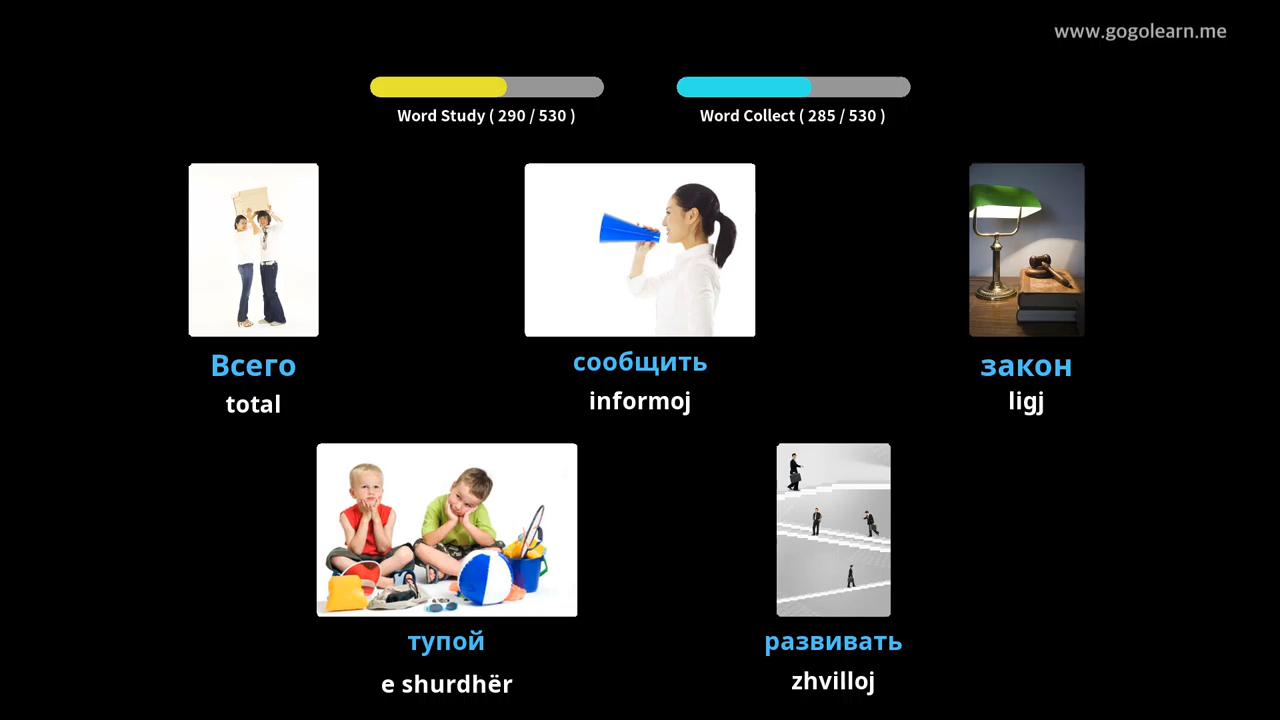 www.gogolearn.me
Word Study ( 290 / 530 )
Word Collect ( 285 / 530 )
Всего
total
сообщить
informoj
закон
ligj
тупой
e shurdhër
развивать
zhvilloj